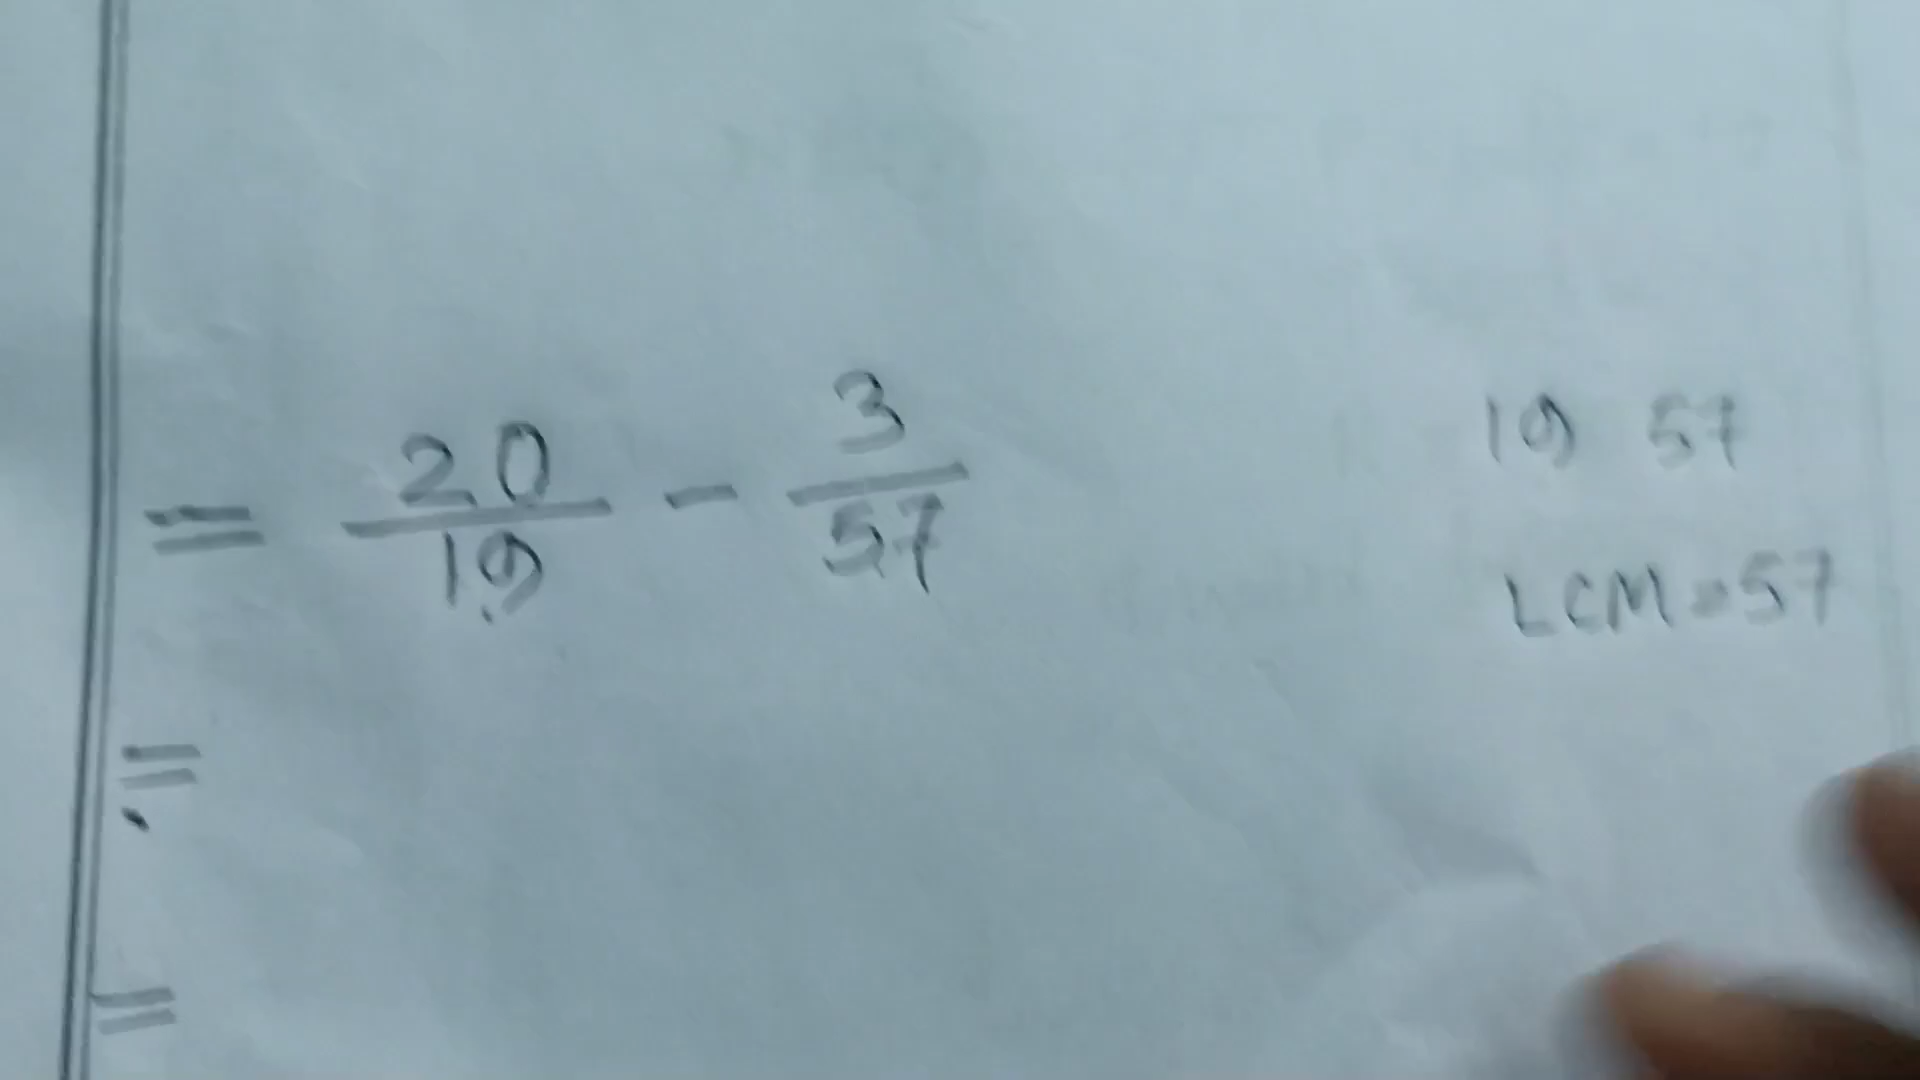 = 20/19 - 3/57
19 57
LCM = 57
=
=